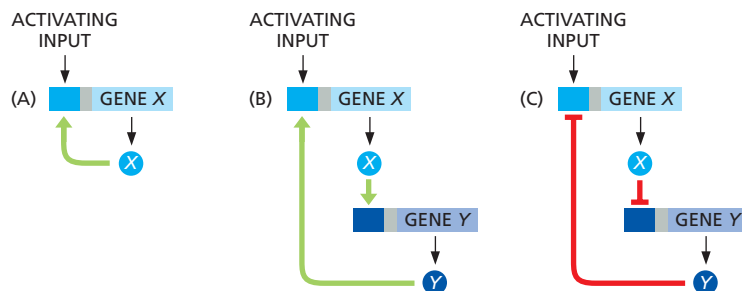 ACTIVATING
INPUT
(A)
GENE X
X
ACTIVATING
INPUT
(B)
GENE X
X
GENE Y
Y
ACTIVATING
INPUT
(C)
GENE X
X
GENE Y
Y